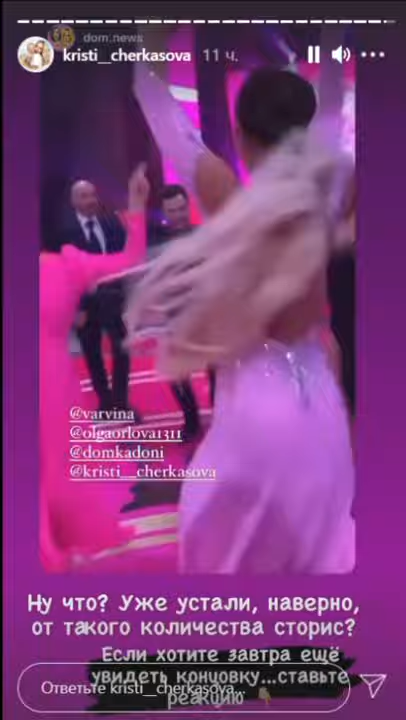 dom.news
kristi__cherkasova 11 ч.
@varvina
@olgaorlova1311
@domkadoni
@kristi__cherkasova
Ну что? Уже устали, наверно,
от такого количества сторис?
Если хотите завтра ещё
увидеть концовку...ставьте
реакцию 👇
Ответьте kristi__cherkasova...